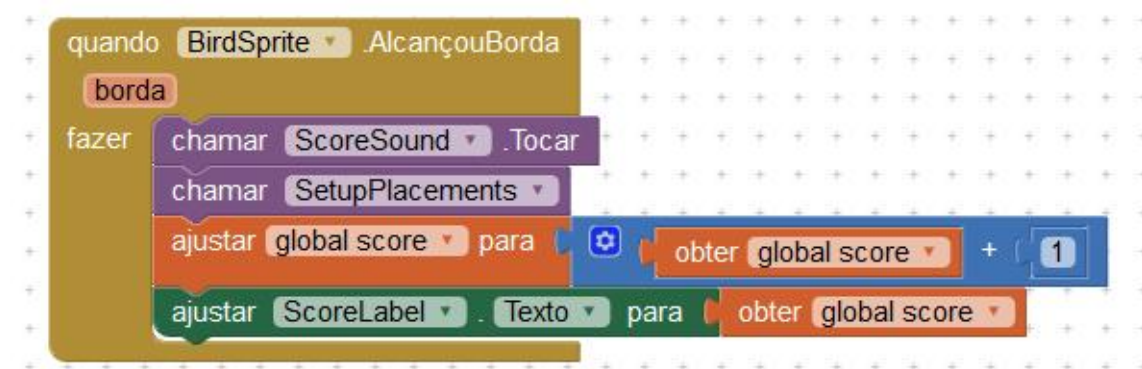 quando BirdSprite .AlcançouBorda
borda
fazer chamar ScoreSound .Tocar
chamar SetupPlacements
ajustar global score para obter global score + 1
ajustar ScoreLabel . Texto para obter global score